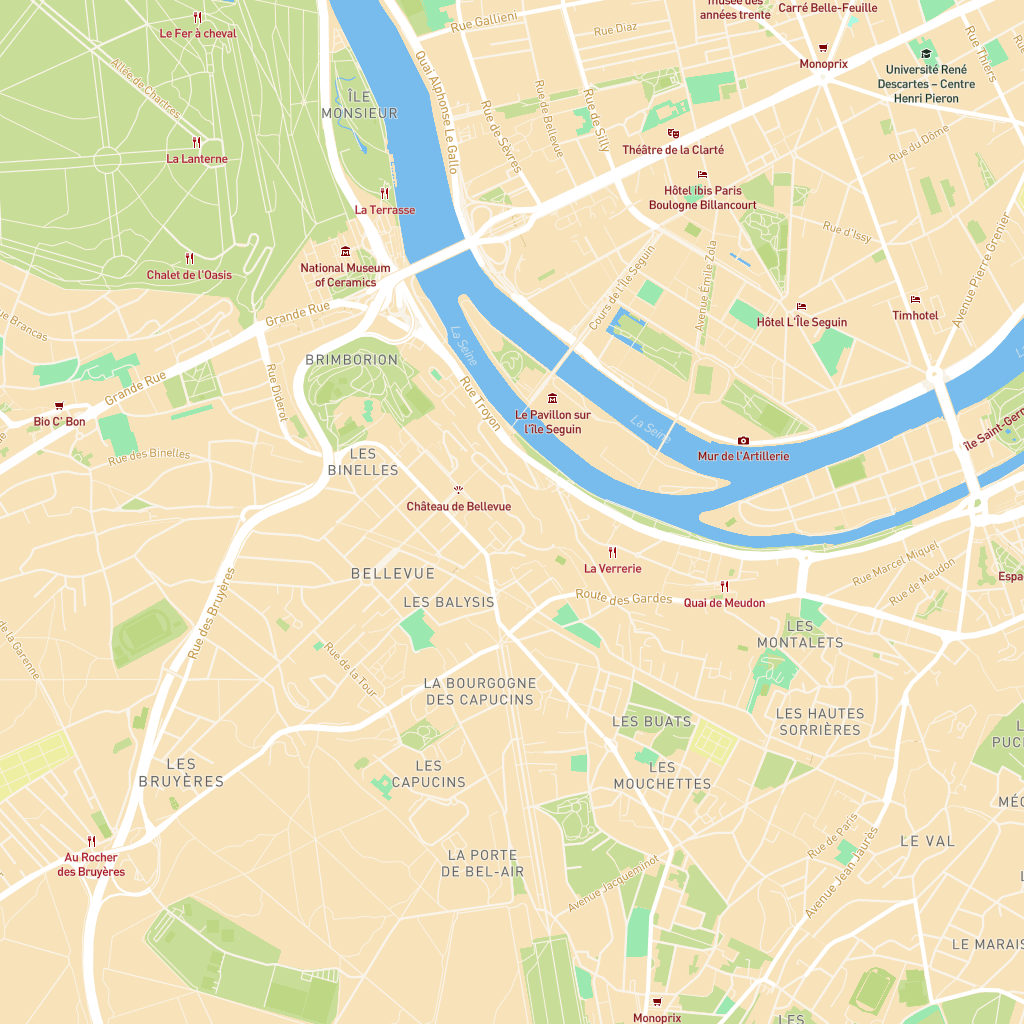 musée des
années trente
Carré Belle-Feuille
Rue Gallieni
Rue Diaz
Le Fer à cheval
Monoprix
Rue Thiers
Université René
Descartes – Centre
Henri Pieron
Allée de Chartres
Quai Alphonse Le Gallo
ÎLE
MONSIEUR
Rue de Sèvres
Rue de Bellevue
Rue de Silly
Théâtre de la Clarté
Rue du Dôme
La Lanterne
La Terrasse
Hôtel ibis Paris
Boulogne Billancourt
Rue d'Issy
Avenue Pierre Grenier
Chalet de l'Oasis
National Museum
of Ceramics
Cours de l'Île Seguin
Avenue Émile Zola
Hôtel L'Île Seguin
Timhotel
Grande Rue
Brancas
La Seine
BRIMBORION
Grande Rue
Rue Diderot
Rue Troyon
Bio C' Bon
Le Pavillon sur
l'île Seguin
La Seine
Mur de l'Artillerie
Île Saint-Germ
Rue des Binelles
LES
BINELLES
Château de Bellevue
La Verrerie
Rue Marcel Miquel
Rue de Meudon
Espa
BELLEVUE
Rue des Bruyères
LES BALYSIS
Route des Gardes
Quai de Meudon
de la Garenne
LES
MONTALETS
Rue de la Tour
LA BOURGOGNE
DES CAPUCINS
LES BUATS
LES HAUTES
SORRIÈRES
PUC
LES
BRUYÈRES
LES
CAPUCINS
LES
MOUCHETTES
MÉC
Au Rocher
des Bruyères
LA PORTE
DE BEL-AIR
Rue de Paris
Avenue Jean Jaurès
LE VAL
Avenue Jacqueminot
LE MARAIS
Monoprix
LES